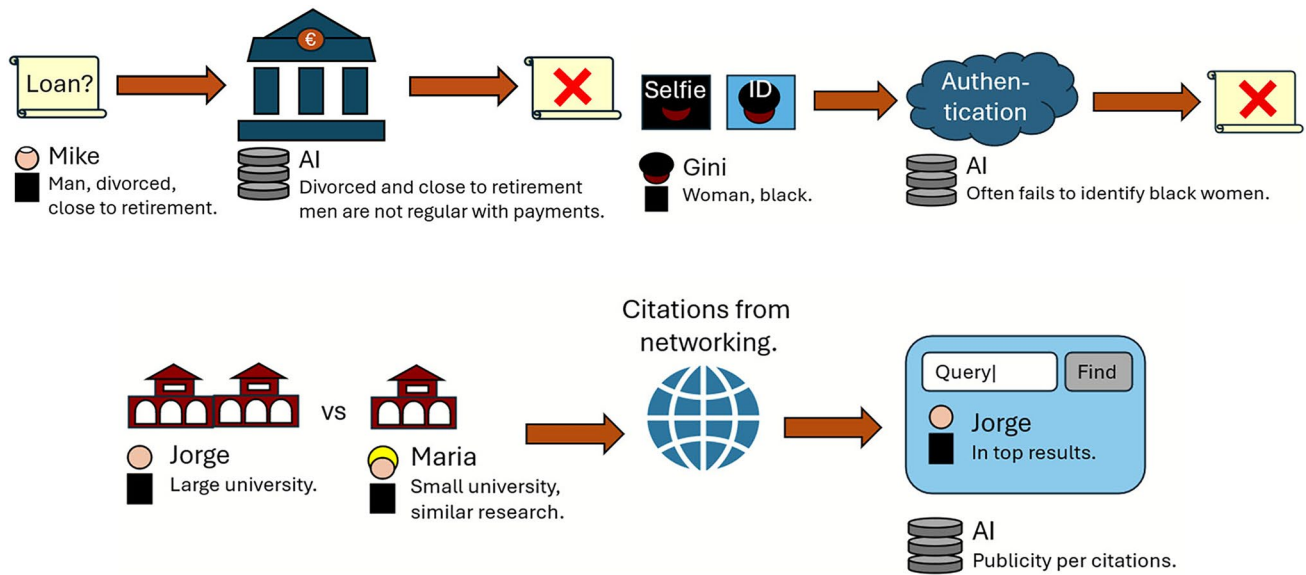 Loan?
€
Mike
Man, divorced,
close to retirement.
AI
Divorced and close to retirement
men are not regular with payments.
Selfie
ID
Gini
Woman, black.
Authen-
tication
AI
Often fails to identify black women.
Jorge
Large university.
vs
Maria
Small university,
similar research.
Citations from
networking.
Query|
Find
Jorge
In top results.
AI
Publicity per citations.